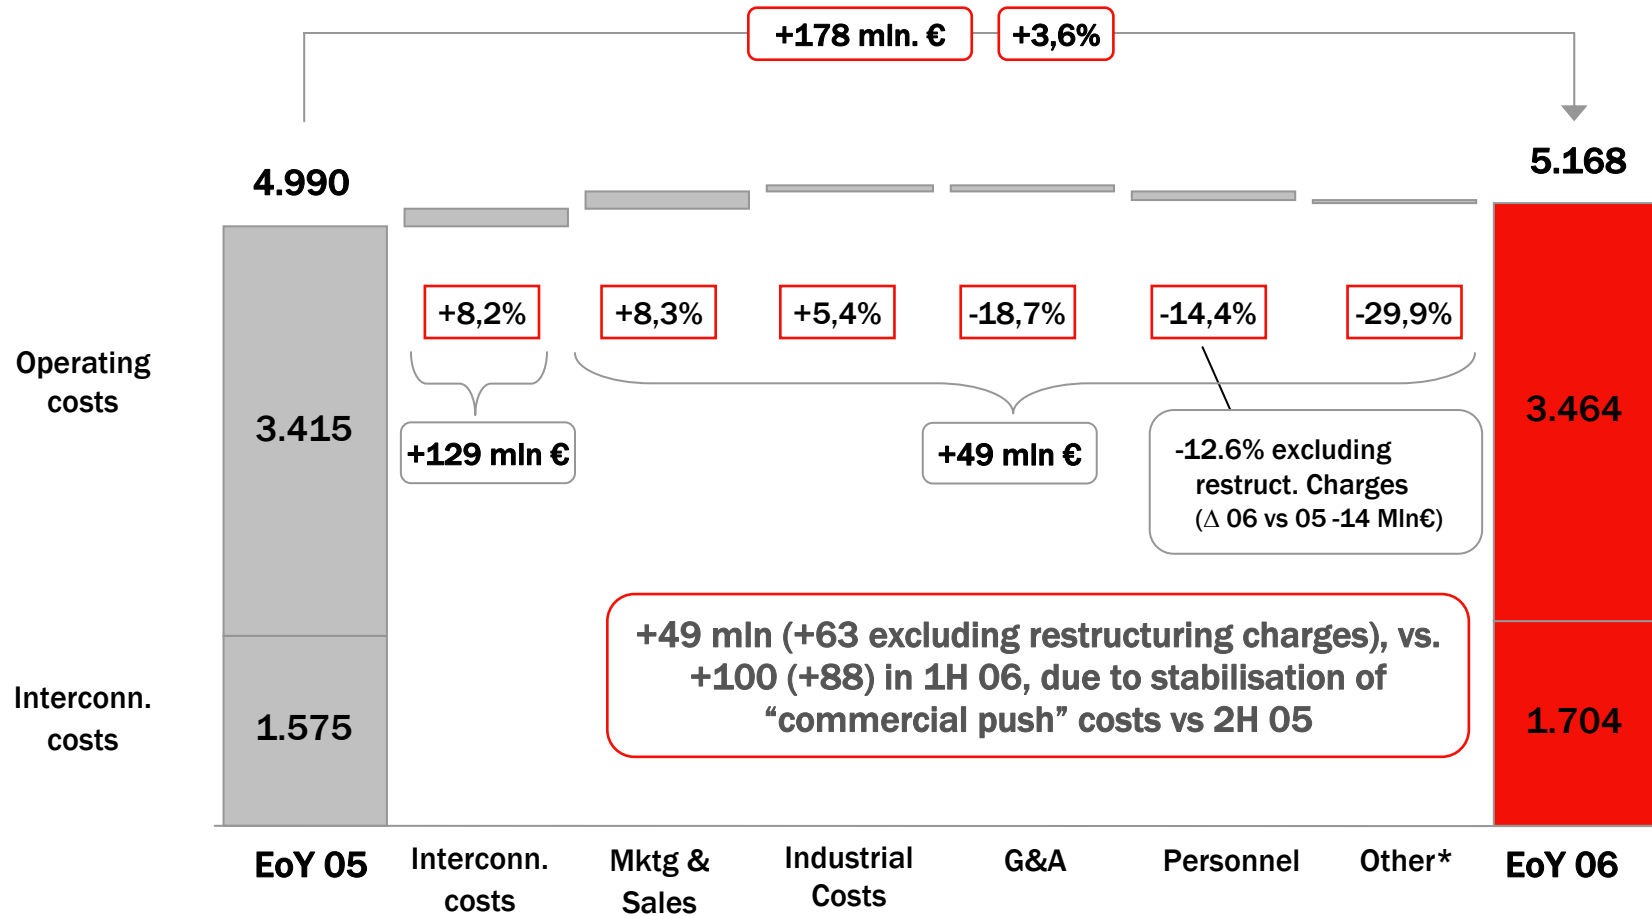 +178 mln. €
+3,6%
4.990
5.168
+8,2%
+8,3%
+5,4%
-18,7%
-14,4%
-29,9%
Operating
costs
3.415
3.464
+129 mln €
+49 mln €
-12.6% excluding
restruct. Charges
(Δ 06 vs 05 -14 Mln€)
+49 mln (+63 excluding restructuring charges), vs.
+100 (+88) in 1H 06, due to stabilisation of
“commercial push” costs vs 2H 05
Interconn.
costs
1.575
1.704
EoY 05
Interconn.
costs
Mktg &
Sales
Industrial
Costs
G&A
Personnel
Other*
EoY 06